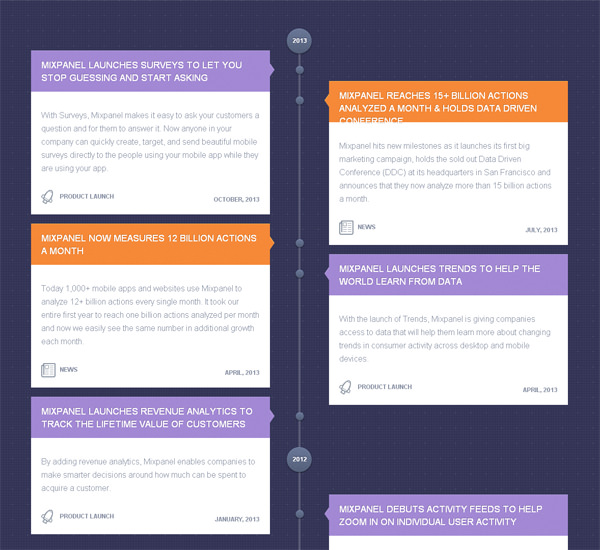 2013
MIXPANEL LAUNCHES SURVEYS TO LET YOU
STOP GUESSING AND START ASKING
With Surveys, Mixpanel makes it easy to ask your customers a
question and for them to answer it. Now anyone in your
company can quickly create, target, and send beautiful mobile
surveys directly to the people using your mobile app while they
are using your app.
PRODUCT LAUNCH
OCTOBER, 2013
MIXPANEL REACHES 15+ BILLION ACTIONS
ANALYZED A MONTH & HOLDS DATA DRIVEN
CONFERENCE
Mixpanel hits new milestones as it launches its first big
marketing campaign, holds the sold out Data Driven
Conference (DDC) at its headquarters in San Francisco and
announces that they now analyze more than 15 billion actions
a month.
NEWS
JULY, 2013
MIXPANEL NOW MEASURES 12 BILLION ACTIONS
A MONTH
Today 1,000+ mobile apps and websites use Mixpanel to
analyze 12+ billion actions every single month. It took our
entire first year to reach one billion actions analyzed per month
and now we easily see the same number in additional growth
each month.
NEWS
APRIL, 2013
MIXPANEL LAUNCHES TRENDS TO HELP THE
WORLD LEARN FROM DATA
With the launch of Trends, Mixpanel is giving companies
access to data that will help them learn more about changing
trends in consumer activity across desktop and mobile
devices.
PRODUCT LAUNCH
APRIL, 2013
MIXPANEL LAUNCHES REVENUE ANALYTICS TO
TRACK THE LIFETIME VALUE OF CUSTOMERS
By adding revenue analytics, Mixpanel enables companies to
make smarter decisions around how much can be spent to
acquire a customer.
PRODUCT LAUNCH
JANUARY, 2013
2012
MIXPANEL DEBUTS ACTIVITY FEEDS TO HELP
ZOOM IN ON INDIVIDUAL USER ACTIVITY